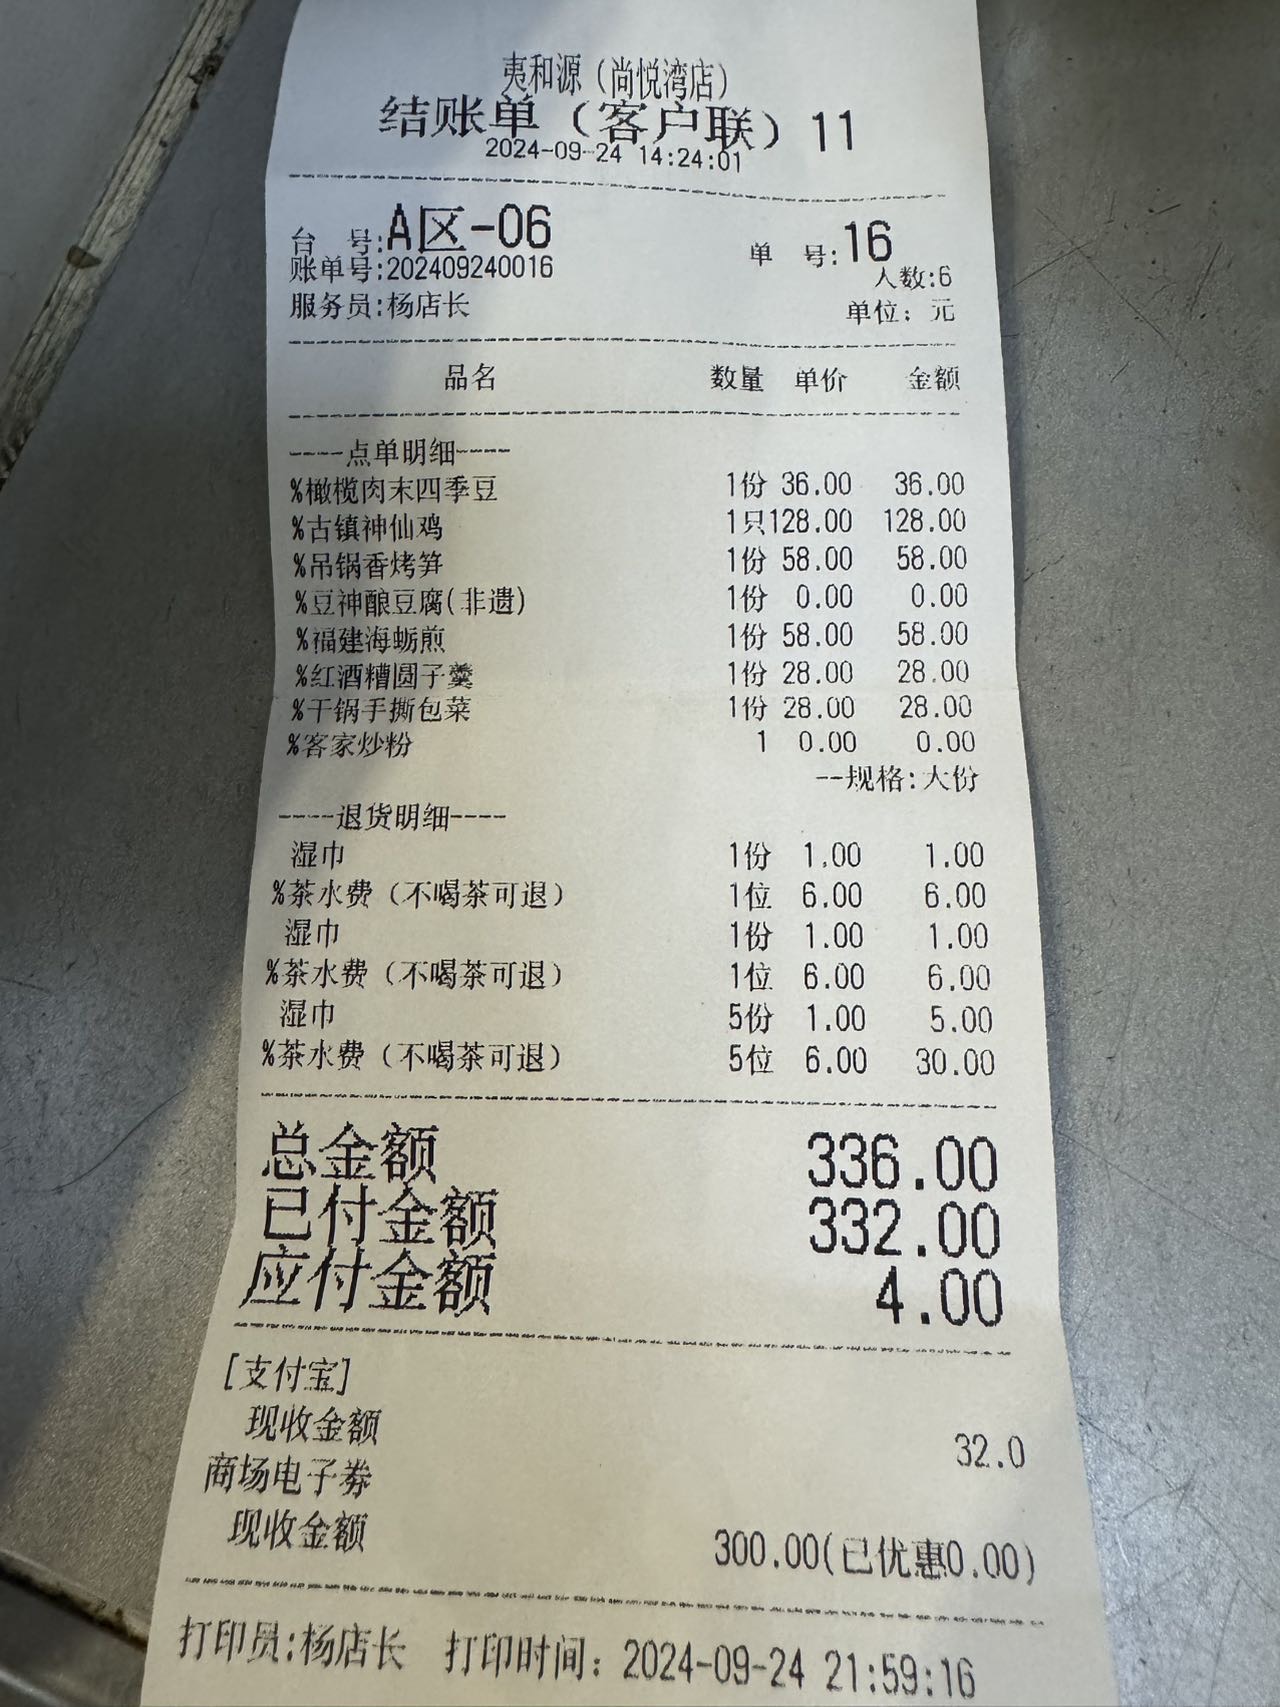 夷和源（尚悦湾店）
结账单（客户联）11
2024-09-24 14:24:01
台 号:A区-06 单 号:16
账单号:202409240016 人数:6
服务员:杨店长 单位：元
品名 数量 单价 金额
----点单明细----
%橄榄肉末四季豆 1份 36.00 36.00
%古镇神仙鸡 1只128.00 128.00
%吊锅香烤笋 1份 58.00 58.00
%豆神酿豆腐(非遗) 1份 0.00 0.00
%福建海蛎煎 1份 58.00 58.00
%红酒糟圆子羹 1份 28.00 28.00
%干锅手撕包菜 1份 28.00 28.00
%客家炒粉 1 0.00 0.00
--规格:大份
----退货明细----
湿巾 1份 1.00 1.00
%茶水费（不喝茶可退） 1位 6.00 6.00
湿巾 1份 1.00 1.00
%茶水费（不喝茶可退） 1位 6.00 6.00
湿巾 5份 1.00 5.00
%茶水费（不喝茶可退） 5位 6.00 30.00
总金额 336.00
已付金额 332.00
应付金额 4.00
[支付宝]
现收金额 32.0
商场电子券
现收金额 300.00(已优惠0.00)
打印员:杨店长 打印时间：2024-09-24 21:59:16